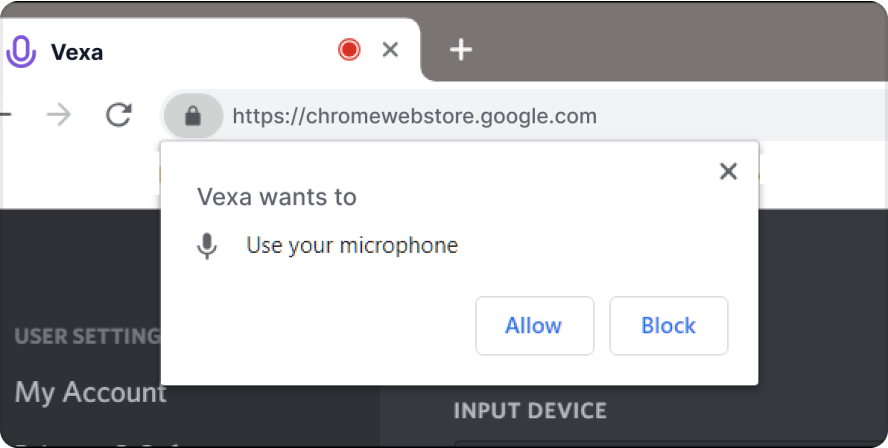 Vexa
https://chromewebstore.google.com
Vexa wants to
Use your microphone
Allow
Block
USER SETTING
My Account
INPUT DEVICE